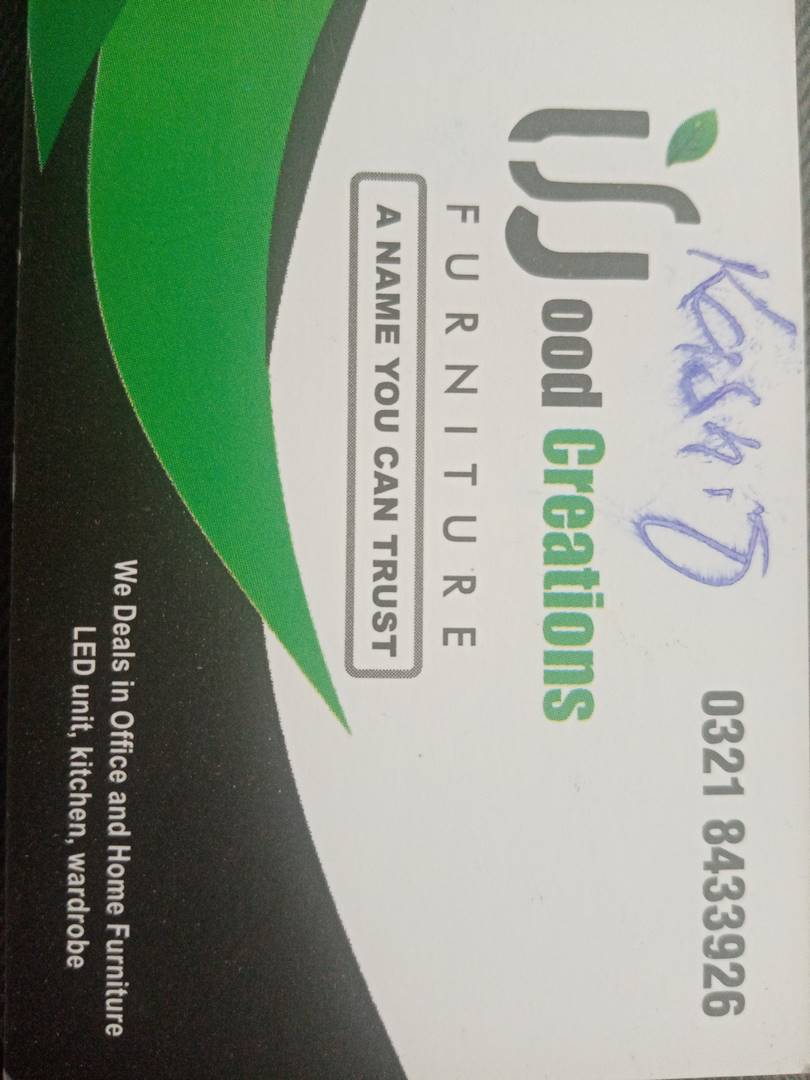 0321 8433926
Kashif
Wood Creations
FURNITURE
A NAME YOU CAN TRUST
We Deals in Office and Home Furniture
LED unit, kitchen, wardrobe